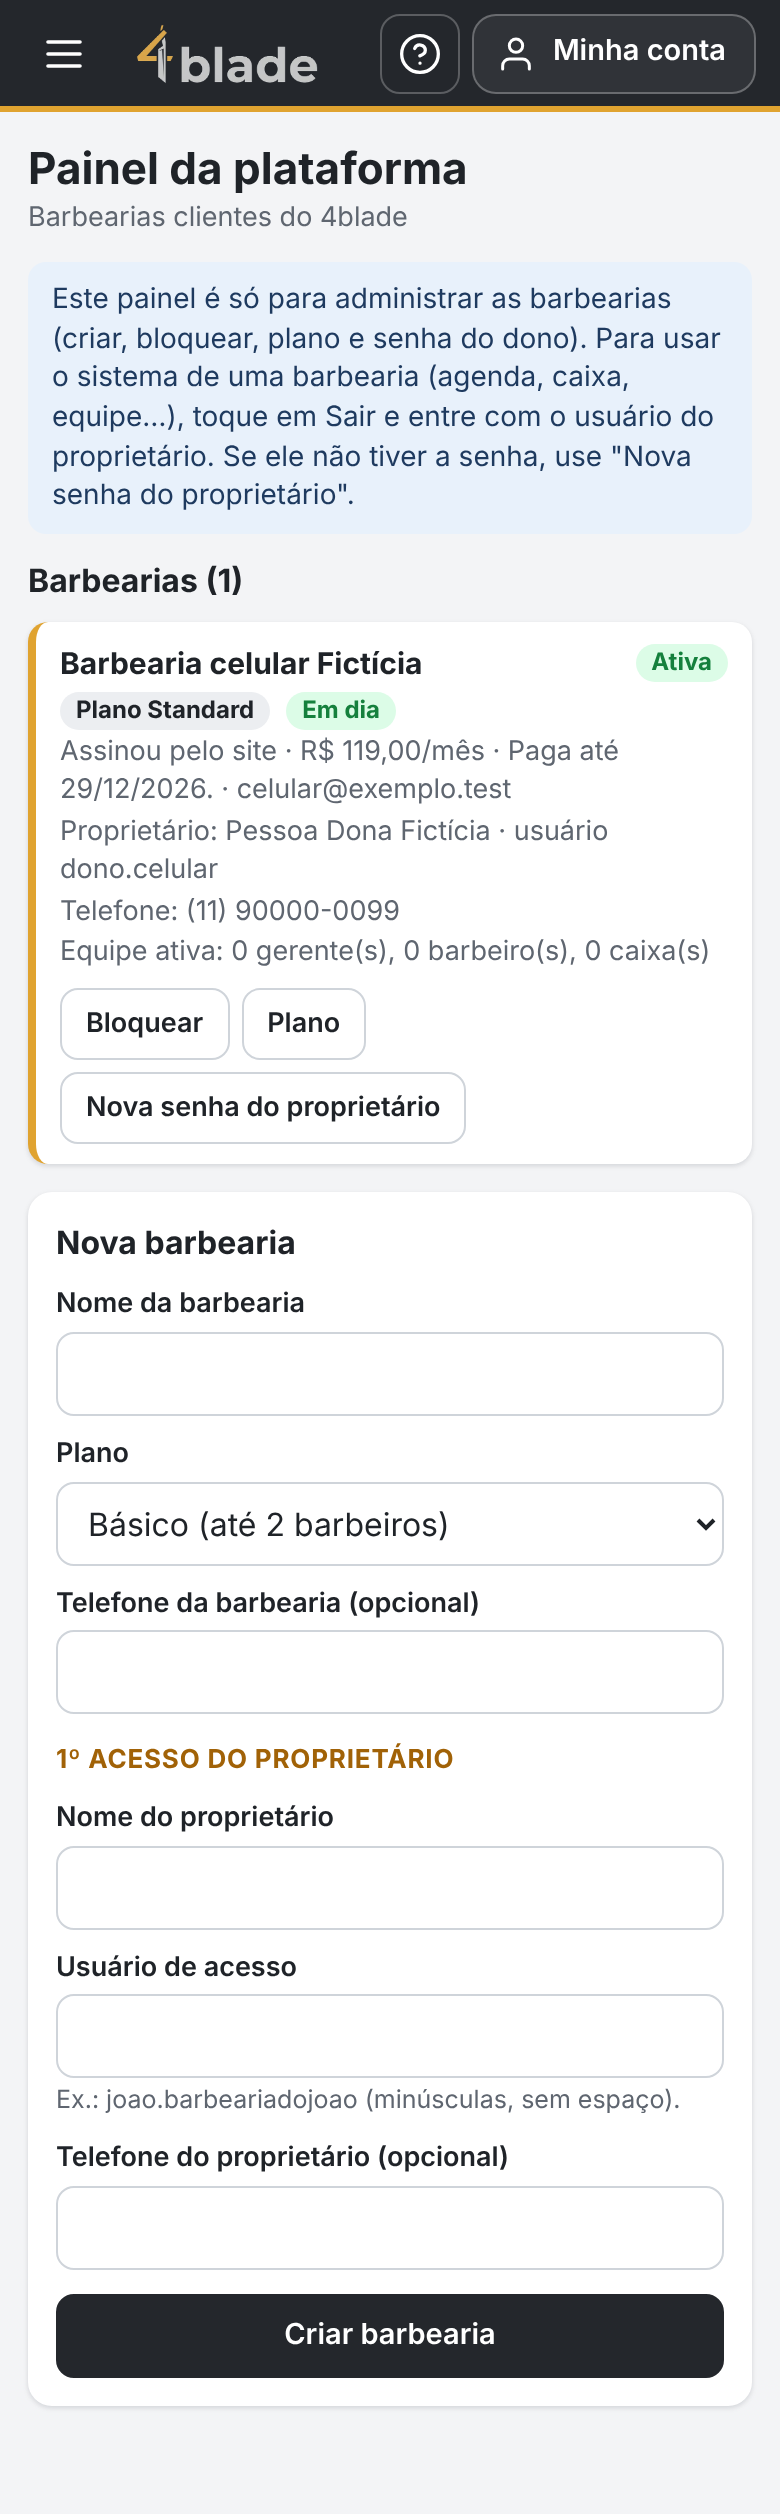 4blade
Minha conta
Painel da plataforma
Barbearias clientes do 4blade
Este painel é só para administrar as barbearias
(criar, bloquear, plano e senha do dono). Para usar
o sistema de uma barbearia (agenda, caixa,
equipe...), toque em Sair e entre com o usuário do
proprietário. Se ele não tiver a senha, use "Nova
senha do proprietário".
Barbearias (1)
Barbearia celular Fictícia
Ativa
Plano Standard
Em dia
Assinou pelo site · R$ 119,00/mês · Paga até
29/12/2026. · celular@exemplo.test
Proprietário: Pessoa Dona Fictícia · usuário
dono.celular
Telefone: (11) 90000-0099
Equipe ativa: 0 gerente(s), 0 barbeiro(s), 0 caixa(s)
Bloquear
Plano
Nova senha do proprietário
Nova barbearia
Nome da barbearia
Plano
Básico (até 2 barbeiros)
Telefone da barbearia (opcional)
1º ACESSO DO PROPRIETÁRIO
Nome do proprietário
Usuário de acesso
Ex.: joao.barbeariadojoao (minúsculas, sem espaço).
Telefone do proprietário (opcional)
Criar barbearia